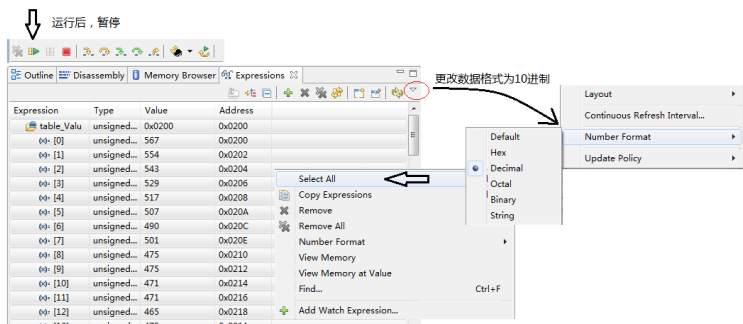 运行后，暂停
Outline
Disassembly
Memory Browser
Expressions
更改数据格式为10进制
Expression Type Value Address
table_Valu unsigned... 0x0200 0x0200
(x)= [0] unsigned... 567 0x0200
(x)= [1] unsigned... 554 0x0202
(x)= [2] unsigned... 543 0x0204
(x)= [3] unsigned... 529 0x0206
(x)= [4] unsigned... 517 0x0208
(x)= [5] unsigned... 507 0x020A
(x)= [6] unsigned... 490 0x020C
(x)= [7] unsigned... 501 0x020E
(x)= [8] unsigned... 475 0x0210
(x)= [9] unsigned... 475 0x0212
(x)= [10] unsigned... 471 0x0214
(x)= [11] unsigned... 471 0x0216
(x)= [12] unsigned... 465 0x0218
Select All
Copy Expressions
Remove
Remove All
Number Format
View Memory
View Memory at Value
Find... Ctrl+F
Add Watch Expression...
Default
Hex
Decimal
Octal
Binary
String
Layout
Continuous Refresh Interval...
Number Format
Update Policy